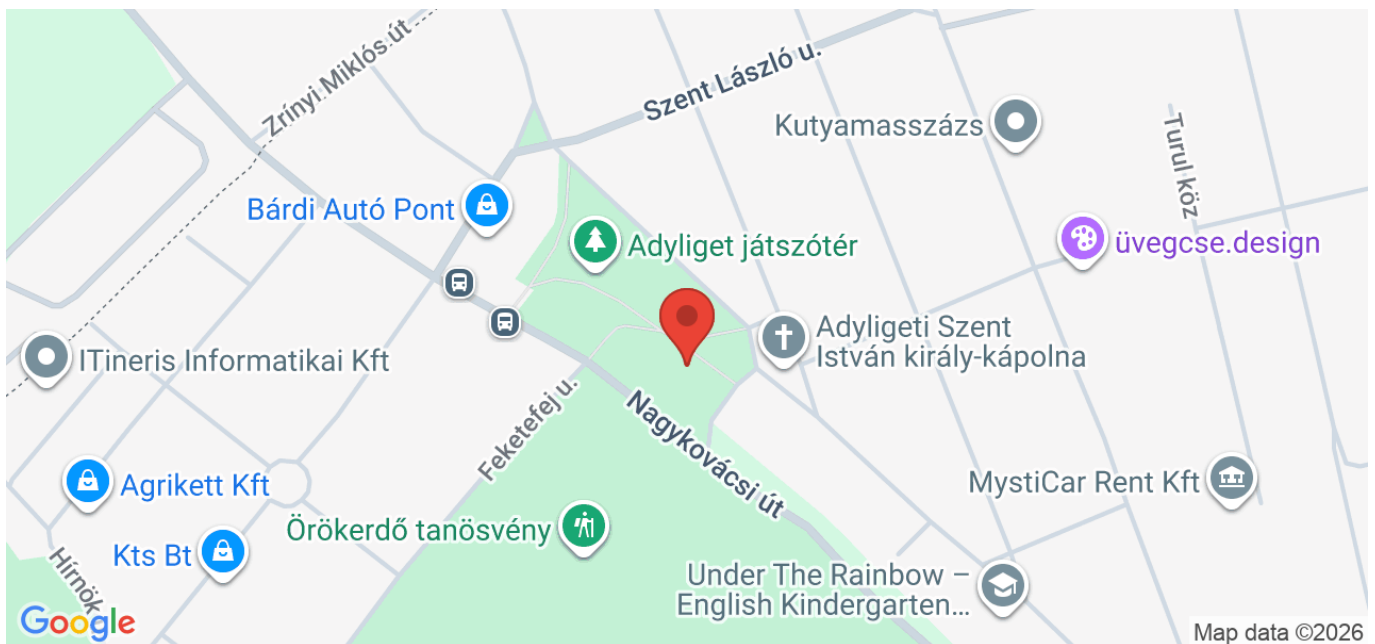 Zrínyi Miklós út
Szent László u.
Kutyamasszázs
Turul köz
Bárdi Autó Pont
Adyliget játszótér
üvegcse.design
ITineris Informatikai Kft
Adyligeti Szent
István király-kápolna
Feketefej u.
Nagykovácsi út
Agrikett Kft
MystiCar Rent Kft
Örökerdő tanösvény
Kts Bt
Hírnök
Under The Rainbow –
English Kindergarten...
Google
Map data ©2026